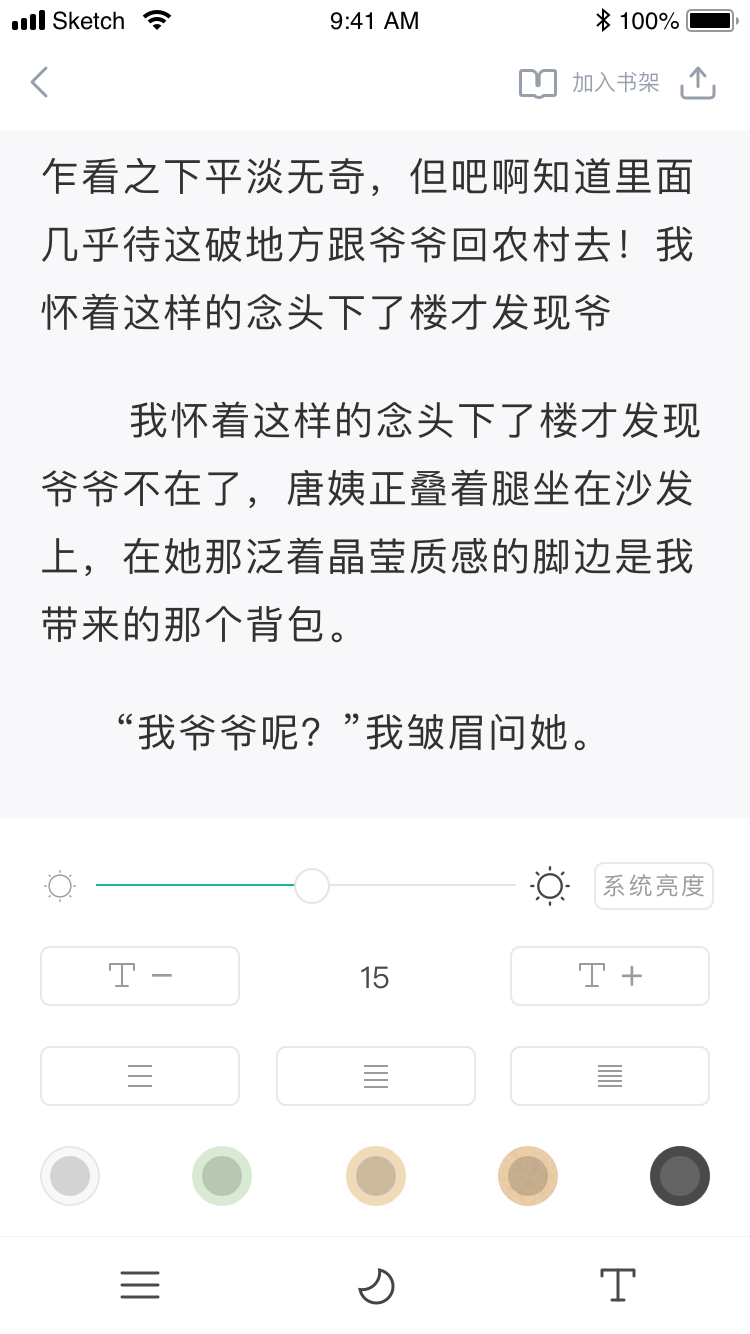 Sketch 9:41 AM 100%
加入书架
乍看之下平淡无奇，但吧啊知道里面
几乎待这破地方跟爷爷回农村去！我
怀着这样的念头下了楼才发现爷
我怀着这样的念头下了楼才发现
爷爷不在了，唐姨正叠着腿坐在沙发
上，在她那泛着晶莹质感的脚边是我
带来的那个背包。
“我爷爷呢？”我皱眉问她。
系统亮度
T − 15 T +